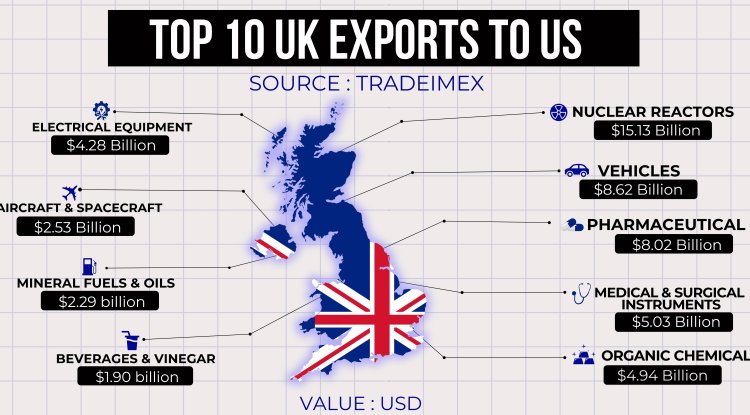 TOP 10 UK EXPORTS TO US
SOURCE : TRADEIMEX
ELECTRICAL EQUIPMENT
$4.28 Billion
AIRCRAFT & SPACECRAFT
$2.53 Billion
MINERAL FUELS & OILS
$2.29 billion
BEVERAGES & VINEGAR
$1.90 billion
NUCLEAR REACTORS
$15.13 Billion
VEHICLES
$8.62 Billion
PHARMACEUTICAL
$8.02 Billion
MEDICAL & SURGICAL
INSTRUMENTS
$5.03 Billion
ORGANIC CHEMICAL
$4.94 Billion
VALUE : USD